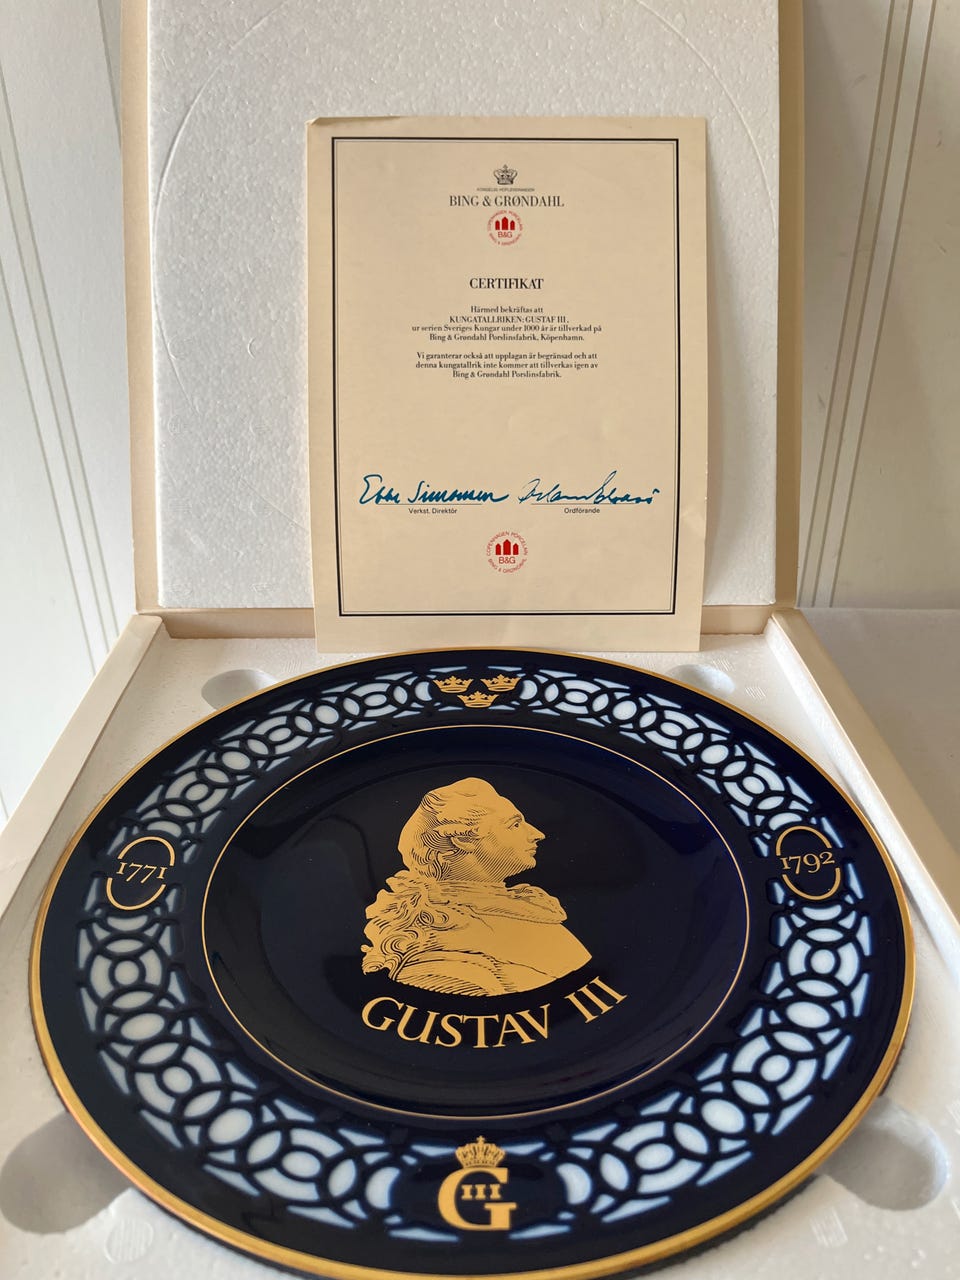 KONGELIG HOFLEVERANDØR
BING & GRØNDAHL
COPENHAGEN PORCELAIN
B&G
BING & GRØNDAHL
CERTIFIKAT
Härmed bekräftas att
KUNGATALLRIKEN: GUSTAF III,
ur serien Sveriges Kungar under 1000 år är tillverkad på
Bing & Grøndahl Porslinsfabrik, Köpenhamn.
Vi garanterar också att upplagan är begränsad och att
denna kungatallrik inte kommer att tillverkas igen av
Bing & Grøndahl Porslinsfabrik.
Ebbe Simonsen
Verkst. Direktör
Ordförande
COPENHAGEN PORCELAIN
B&G
BING & GRØNDAHL
1771
1792
GUSTAV III
G III